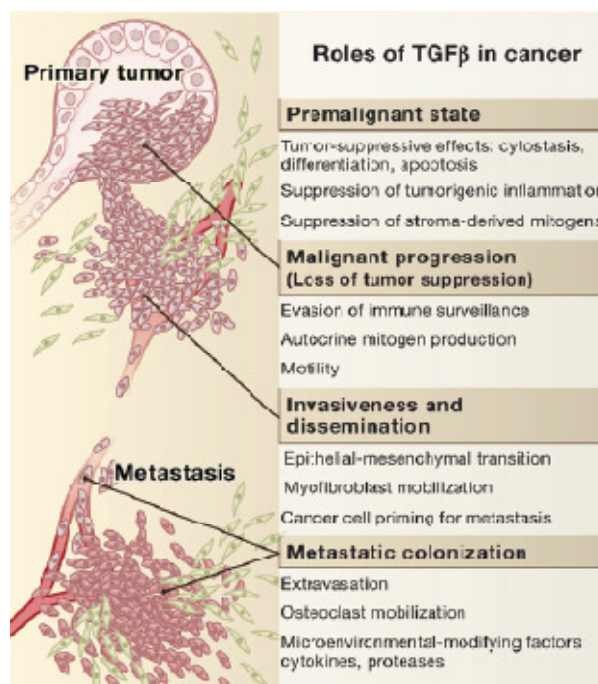 Primary tumor
Roles of TGFβ in cancer
Premalignant state
Tumor-suppressive effects: cytostasis,
differentiation, apoptosis
Suppression of tumorigenic inflammation
Suppression of stroma-derived mitogens
Malignant progression
(Loss of tumor suppression)
Evasion of immune surveillance
Autocrine mitogen production
Motility
Invasiveness and
dissemination
Epithelial-mesenchymal transition
Myofibroblast mobilization
Cancer cell priming for metastasis
Metastasis
Metastatic colonization
Extravasation
Osteoclast mobilization
Microenvironmental-modifying factors
cytokines, proteases